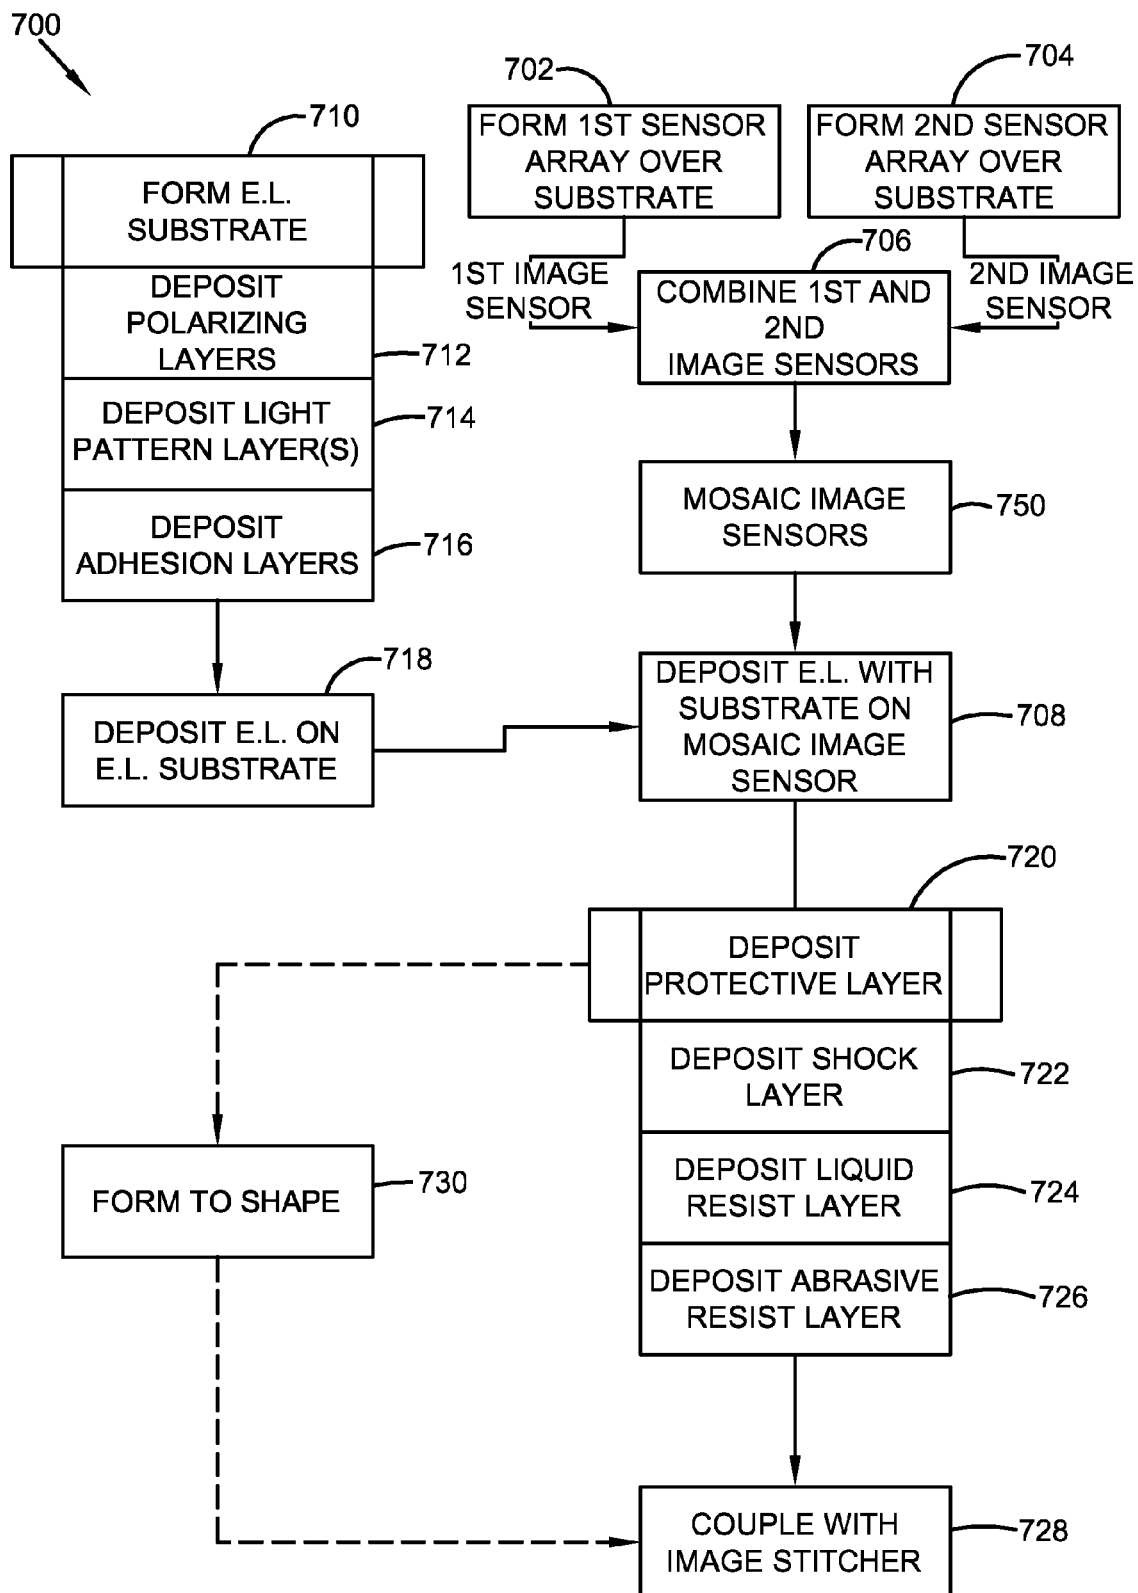 700
702
704
FORM 1ST SENSOR
ARRAY OVER
SUBSTRATE
FORM 2ND SENSOR
ARRAY OVER
SUBSTRATE
710
FORM E.L.
SUBSTRATE
DEPOSIT
POLARIZING
LAYERS
712
DEPOSIT LIGHT
PATTERN LAYER(S)
714
DEPOSIT
ADHESION LAYERS
716
1ST IMAGE
SENSOR
706
2ND IMAGE
SENSOR
COMBINE 1ST AND
2ND
IMAGE SENSORS
MOSAIC IMAGE
SENSORS
750
718
DEPOSIT E.L. ON
E.L. SUBSTRATE
DEPOSIT E.L. WITH
SUBSTRATE ON
MOSAIC IMAGE
SENSOR
708
720
DEPOSIT
PROTECTIVE LAYER
DEPOSIT SHOCK
LAYER
722
DEPOSIT LIQUID
RESIST LAYER
724
DEPOSIT ABRASIVE
RESIST LAYER
726
FORM TO SHAPE
730
COUPLE WITH
IMAGE STITCHER
728